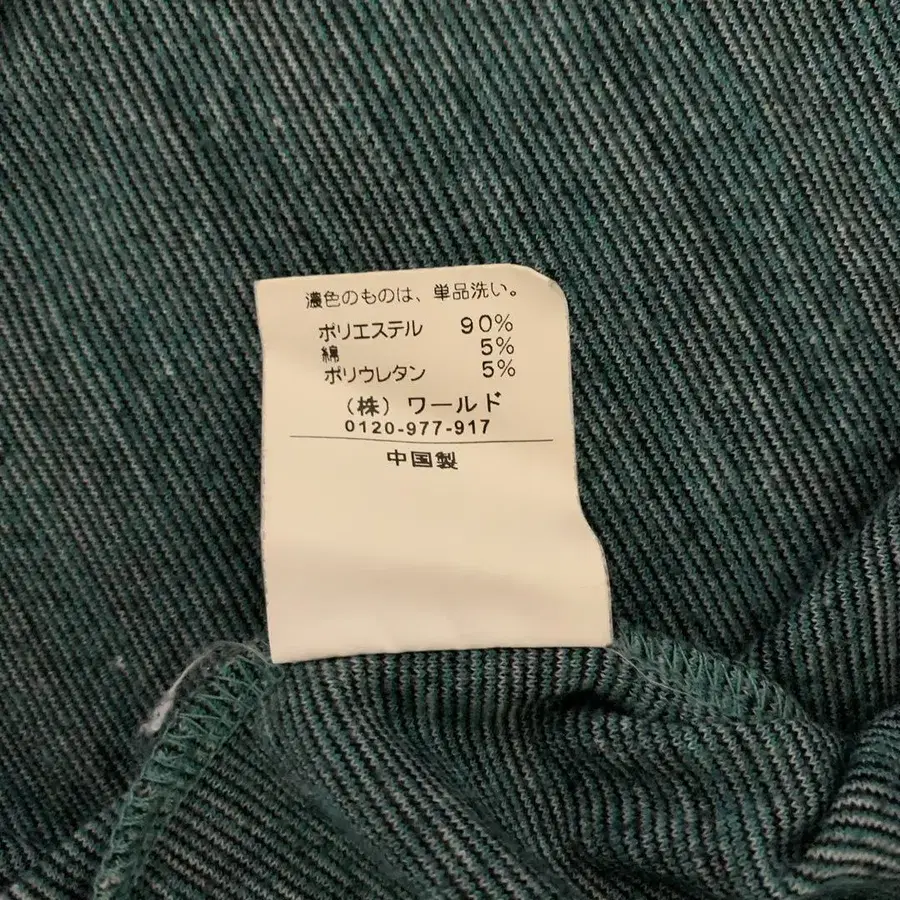 濃色のものは、単品洗い。
ポリエステル 90%
綿 5%
ポリウレタン 5%
(株) ワールド
0120-977-917
中国製